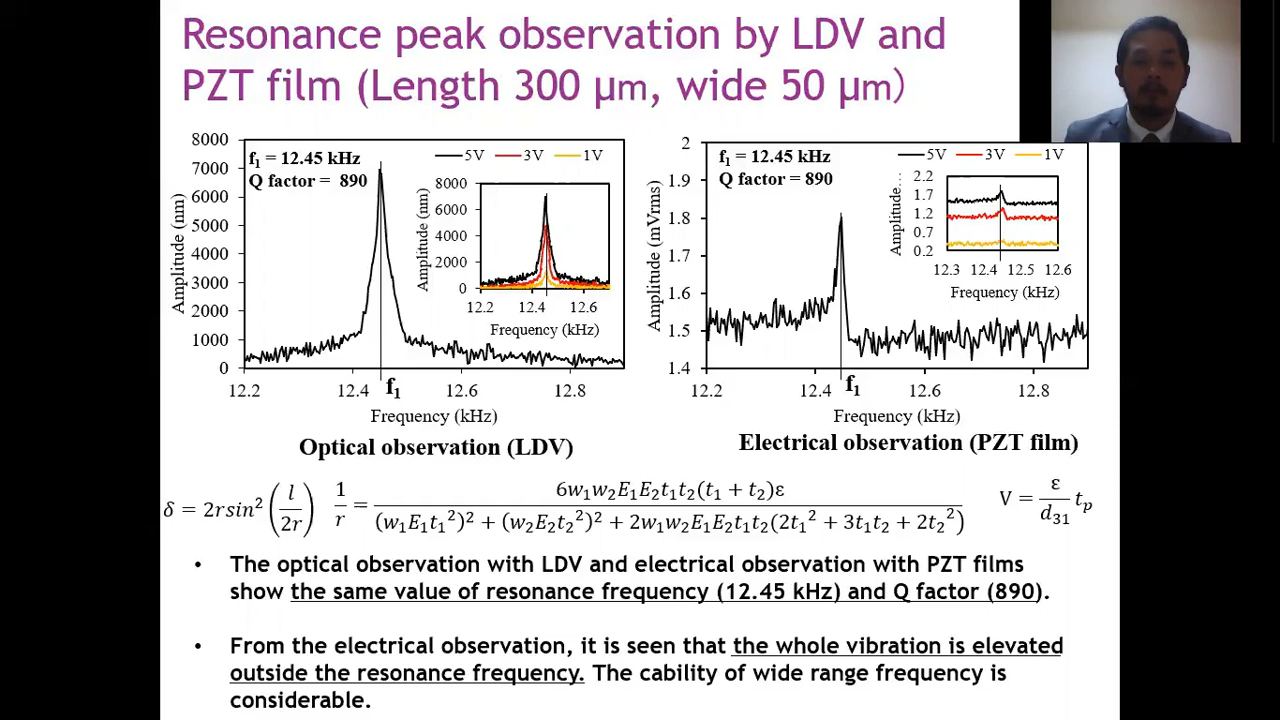 Resonance peak observation by LDV and
PZT film (Length 300 μm, wide 50 μm）
8000
7000
6000
5000
4000
3000
2000
1000
0
Amplitude (nm)
f₁ = 12.45 kHz
Q factor = 890
5V 3V 1V
8000
6000
4000
2000
0
Amplitude (nm)
12.2 12.4 12.6
Frequency (kHz)
12.2 12.4 12.6 12.8
f₁
Frequency (kHz)
Optical observation (LDV)
2
1.9
1.8
1.7
1.6
1.5
1.4
Amplitude (mVrms)
f₁ = 12.45 kHz
Q factor = 890
5V 3V 1V
2.2
1.7
1.2
0.7
0.2
Amplitude...
12.3 12.4 12.5 12.6
Frequency (kHz)
12.2 12.4 12.6 12.8
f₁
Frequency (kHz)
Electrical observation (PZT film)
δ = 2rsin²(l/2r) 1/r = 6w₁w₂E₁E₂t₁t₂(t₁ + t₂)ε / (w₁E₁t₁²)² + (w₂E₂t₂²)² + 2w₁w₂E₁E₂t₁t₂(2t₁² + 3t₁t₂ + 2t₂²) V = ε/d₃₁ tₚ
• The optical observation with LDV and electrical observation with PZT films
show the same value of resonance frequency (12.45 kHz) and Q factor (890).
• From the electrical observation, it is seen that the whole vibration is elevated
outside the resonance frequency. The cability of wide range frequency is
considerable.